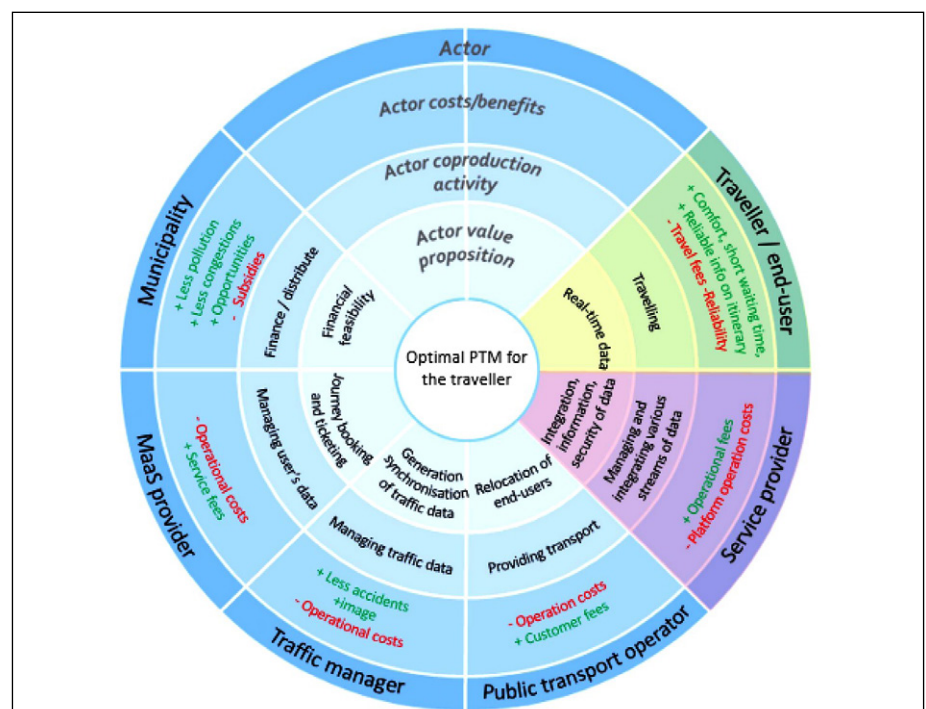 Actor
Actor costs/benefits
Actor coproduction
activity
Actor value
proposition
Optimal PTM for
the traveller
Traveller / end-user
+ Comfort, short waiting time,
+ Reliable info on itinerary
- Travel fees -Reliability
Travelling
Real-time data
Service provider
+ Operational fees
- Platform operation costs
Managing and
integrating various
streams of data
Integration,
information,
security of data
Public transport operator
- Operation costs
+ Customer fees
Providing transport
Relocation of
end-users
Traffic manager
+ Less accidents
+image
- Operational costs
Managing traffic data
Generation
synchronisation
of traffic data
MaaS provider
- Operational costs
+ Service fees
Managing user's data
Journey booking
and ticketing
Municipality
+ Less pollution
+ Less congestions
+ Opportunities
- Subsidies
Finance / distribute
Financial
feasibility